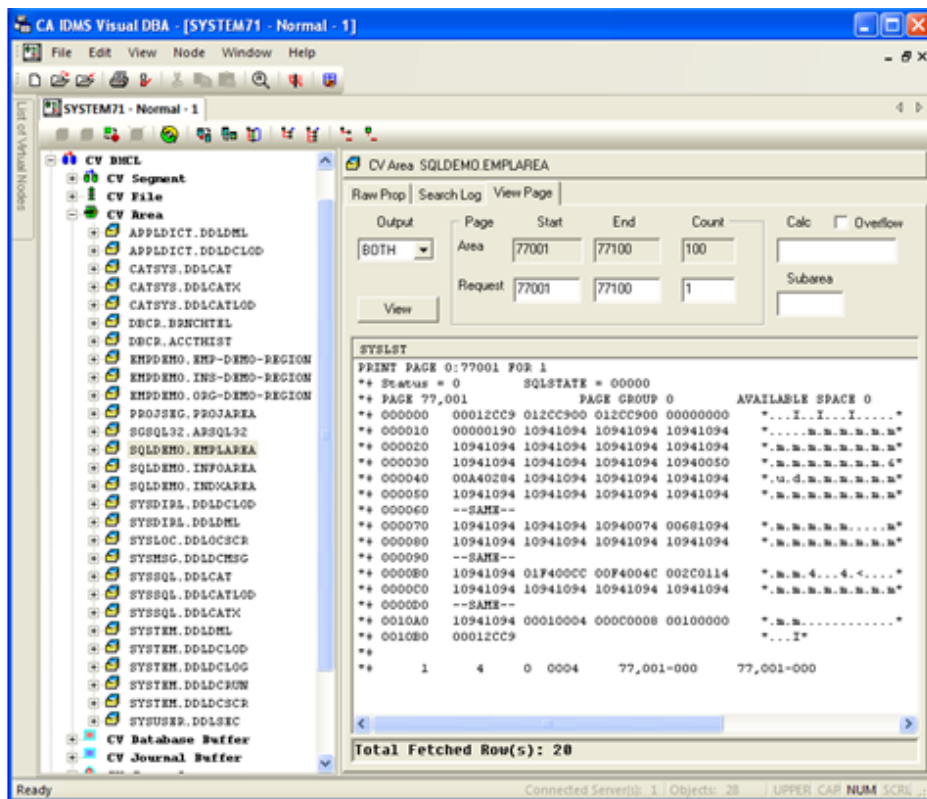 CA IDMS Visual DBA - [SYSTEM71 - Normal - 1]
File Edit View Node Window Help
SYSTEM71 - Normal - 1
List of Virtual Nodes
CV DMCL
CV Segment
CV File
CV Area
APPLDICT.DDLDML
APPLDICT.DDLDCLOD
CATSYS.DDLCAT
CATSYS.DDLCATX
CATSYS.DDLCATLOD
DBCR.BRNCHTEL
DBCR.ACCTHIST
EMPDEMO.EMP-DEMO-REGION
EMPDEMO.INS-DEMO-REGION
EMPDEMO.ORG-DEMO-REGION
PROJSEG.PROJAREA
SGSQL32.ARSQL32
SQLDEMO.EMPLAREA
SQLDEMO.INFOAREA
SQLDEMO.INDXAREA
SYSDIRL.DDLDCLOD
SYSDIRL.DDLDML
SYSLOC.DDLOCSCR
SYSMSG.DDLDCMSG
SYSSQL.DDLCAT
SYSSQL.DDLCATLOD
SYSSQL.DDLCATX
SYSTEM.DDLDML
SYSTEM.DDLDCLOD
SYSTEM.DDLDCLOG
SYSTEM.DDLDCRUN
SYSTEM.DDLDCSCR
SYSUSER.DDLSEC
CV Database Buffer
CV Journal Buffer
CV Area SQLDEMO.EMPLAREA
Raw Prop Search Log View Page
Output Page Start End Count Calc Overflow
BOTH Area 77001 77100 100
Request 77001 77100 1 Subarea
View
SYSLST
PRINT PAGE 0:77001 FOR 1
*+ Status = 0 SQLSTATE = 00000
*+ PAGE 77,001 PAGE GROUP 0 AVAILABLE SPACE 0
*+ 000000 00012CC9 012CC900 012CC900 00000000 *...I..I...I.....*
*+ 000010 00000190 10941094 10941094 10941094 *.....m.m.m.m.m.m*
*+ 000020 10941094 10941094 10941094 10941094 *.m.m.m.m.m.m.m.m*
*+ 000030 10941094 10941094 10941094 10940050 *.m.m.m.m.m.m.m.&*
*+ 000040 00A40284 10941094 10941094 10941094 *.u.d.m.m.m.m.m.m*
*+ 000050 10941094 10941094 10941094 10941094 *.m.m.m.m.m.m.m.m*
*+ 000060 --SAME--
*+ 000070 10941094 10941094 10940074 00681094 *.m.m.m.m.m.....m*
*+ 000080 10941094 10941094 10941094 10941094 *.m.m.m.m.m.m.m.m*
*+ 000090 --SAME--
*+ 0000B0 10941094 01F400CC 00F4004C 002C0114 *.m.m.4...4.<....*
*+ 0000C0 10941094 10941094 10941094 10941094 *.m.m.m.m.m.m.m.m*
*+ 0000D0 --SAME--
*+ 0010A0 10941094 00010004 000C0008 00100000 *.m.m............*
*+ 0010B0 00012CC9 *...I*
*+
*+ 1 4 0 0004 77,001-000 77,001-000
Total Fetched Row(s): 20
Ready Connected Server(s): 1 Objects: 28 UPPER CAP NUM SCRL